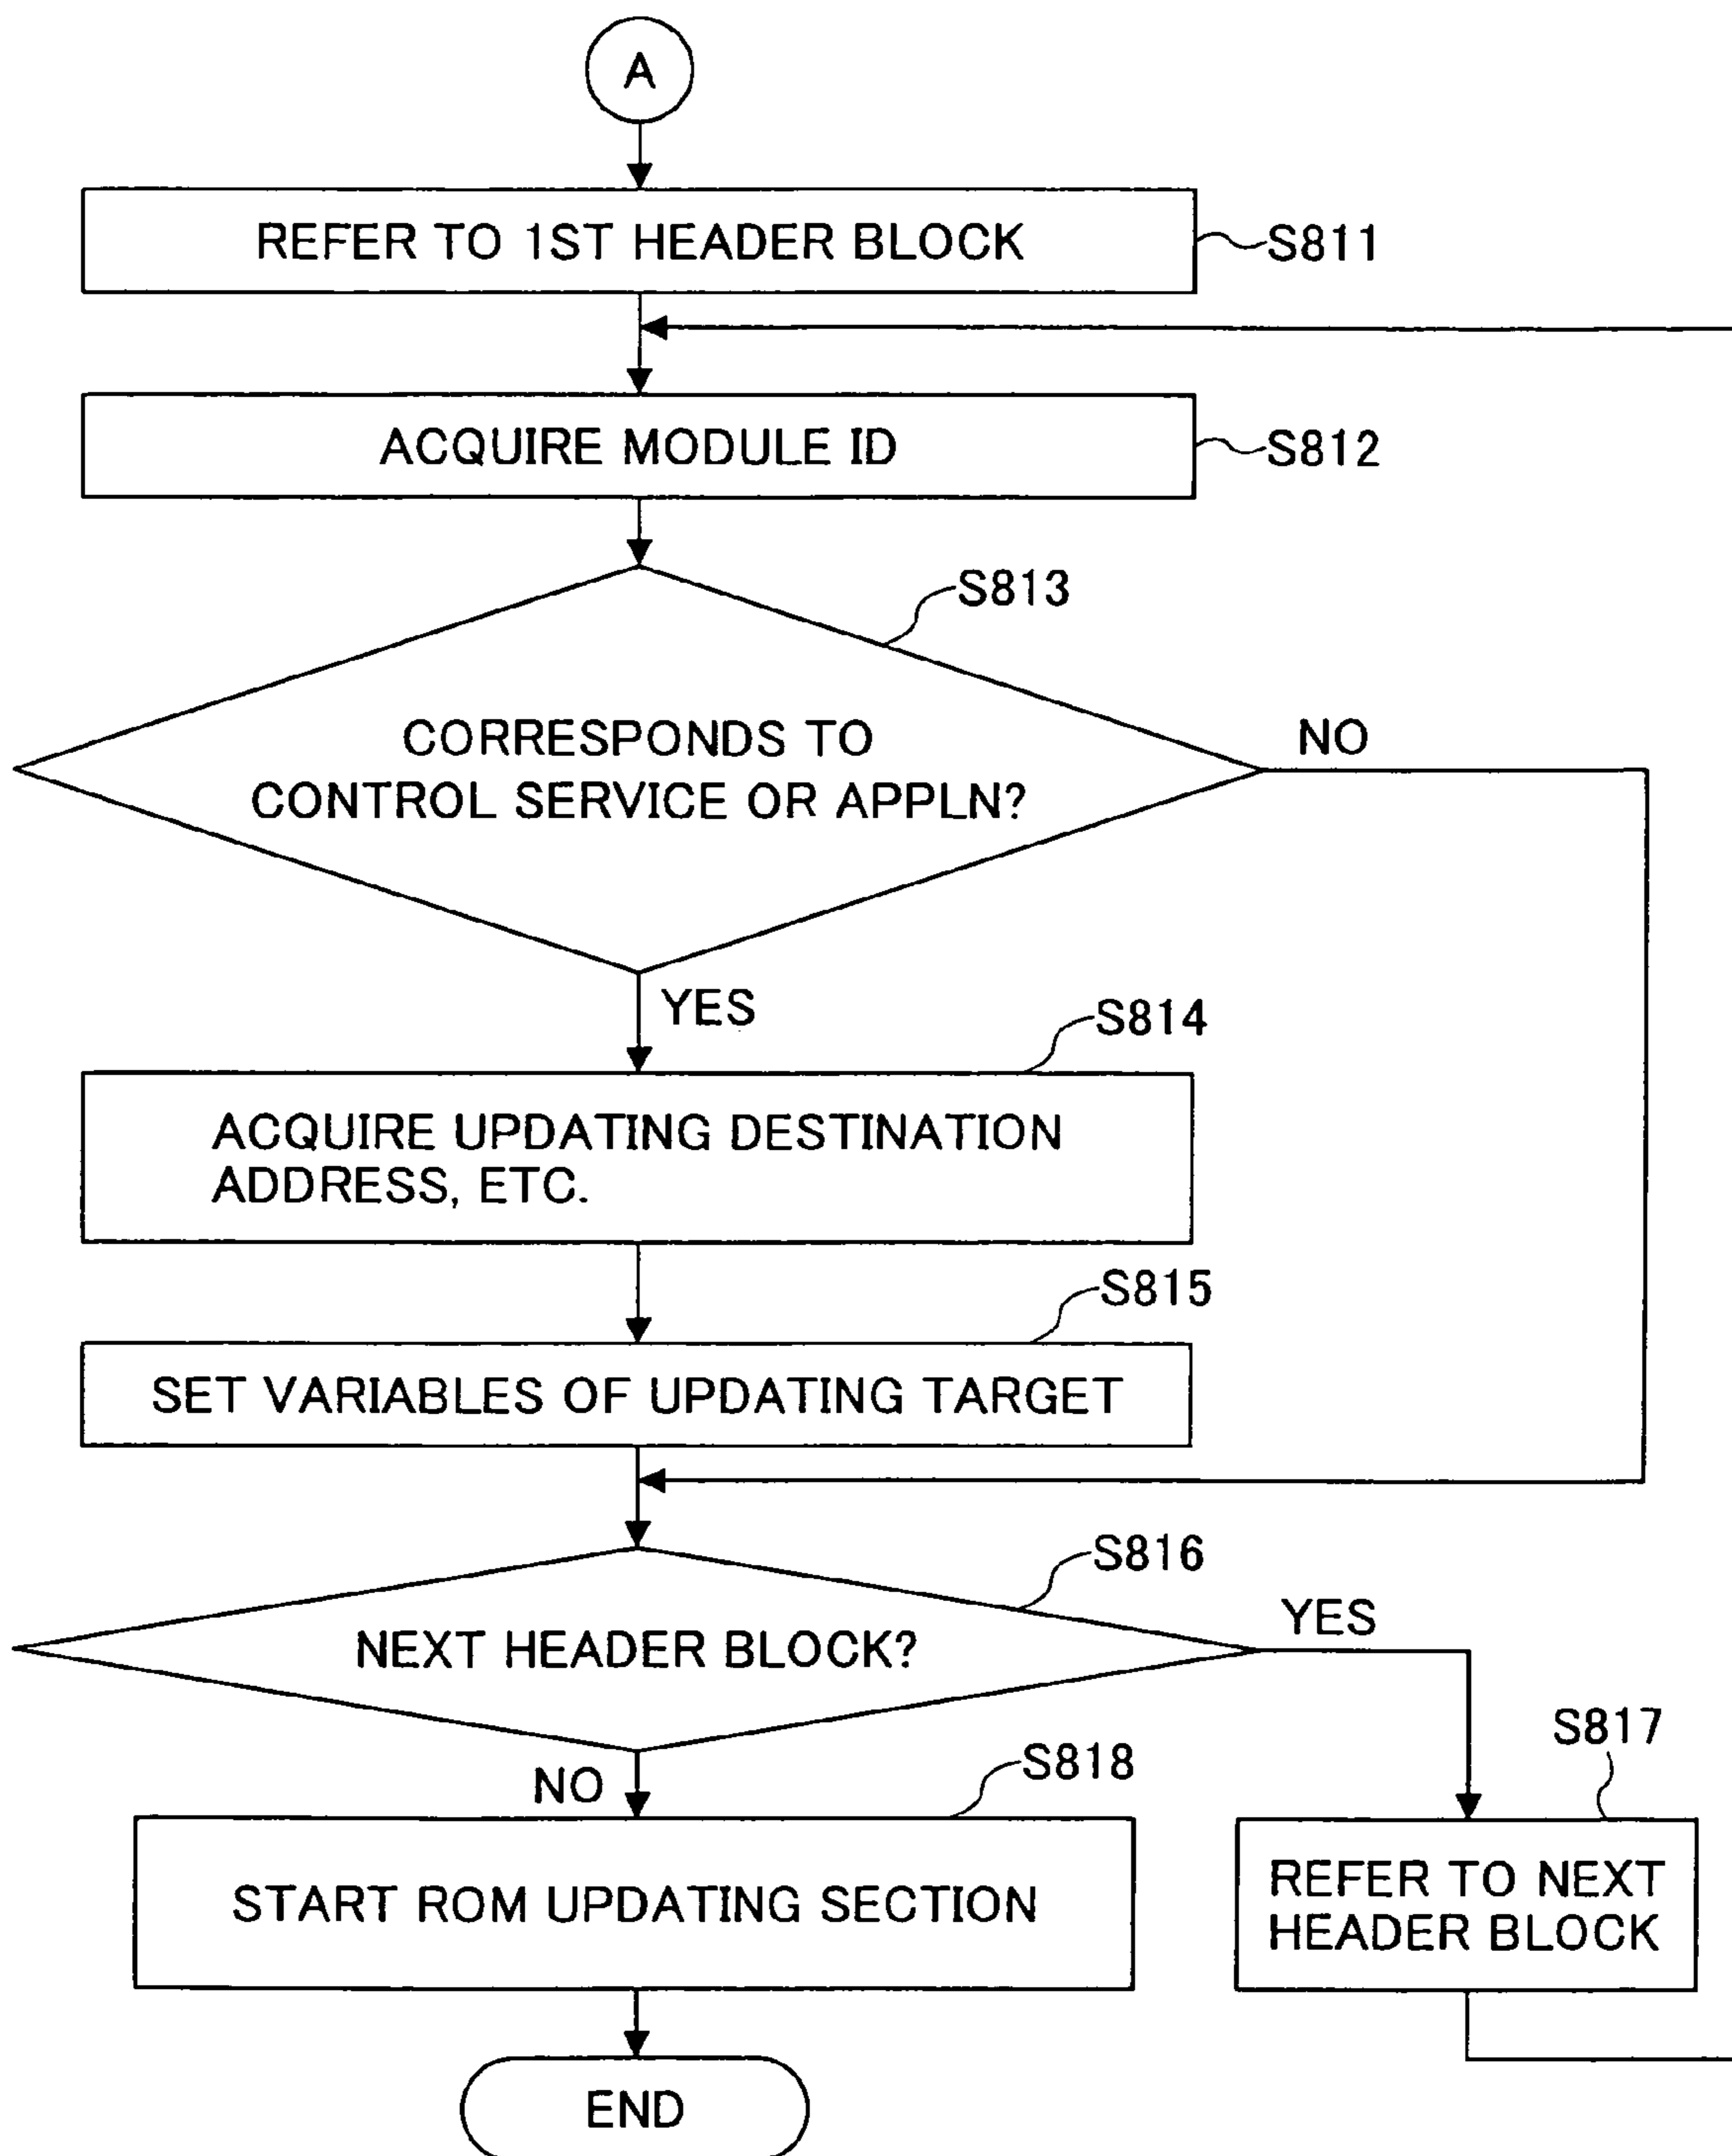 A
REFER TO 1ST HEADER BLOCK
S811
ACQUIRE MODULE ID
S812
S813
CORRESPONDS TO
CONTROL SERVICE OR APPLN?
NO
YES
S814
ACQUIRE UPDATING DESTINATION
ADDRESS, ETC.
S815
SET VARIABLES OF UPDATING TARGET
S816
NEXT HEADER BLOCK?
YES
S817
NO
S818
START ROM UPDATING SECTION
REFER TO NEXT
HEADER BLOCK
END